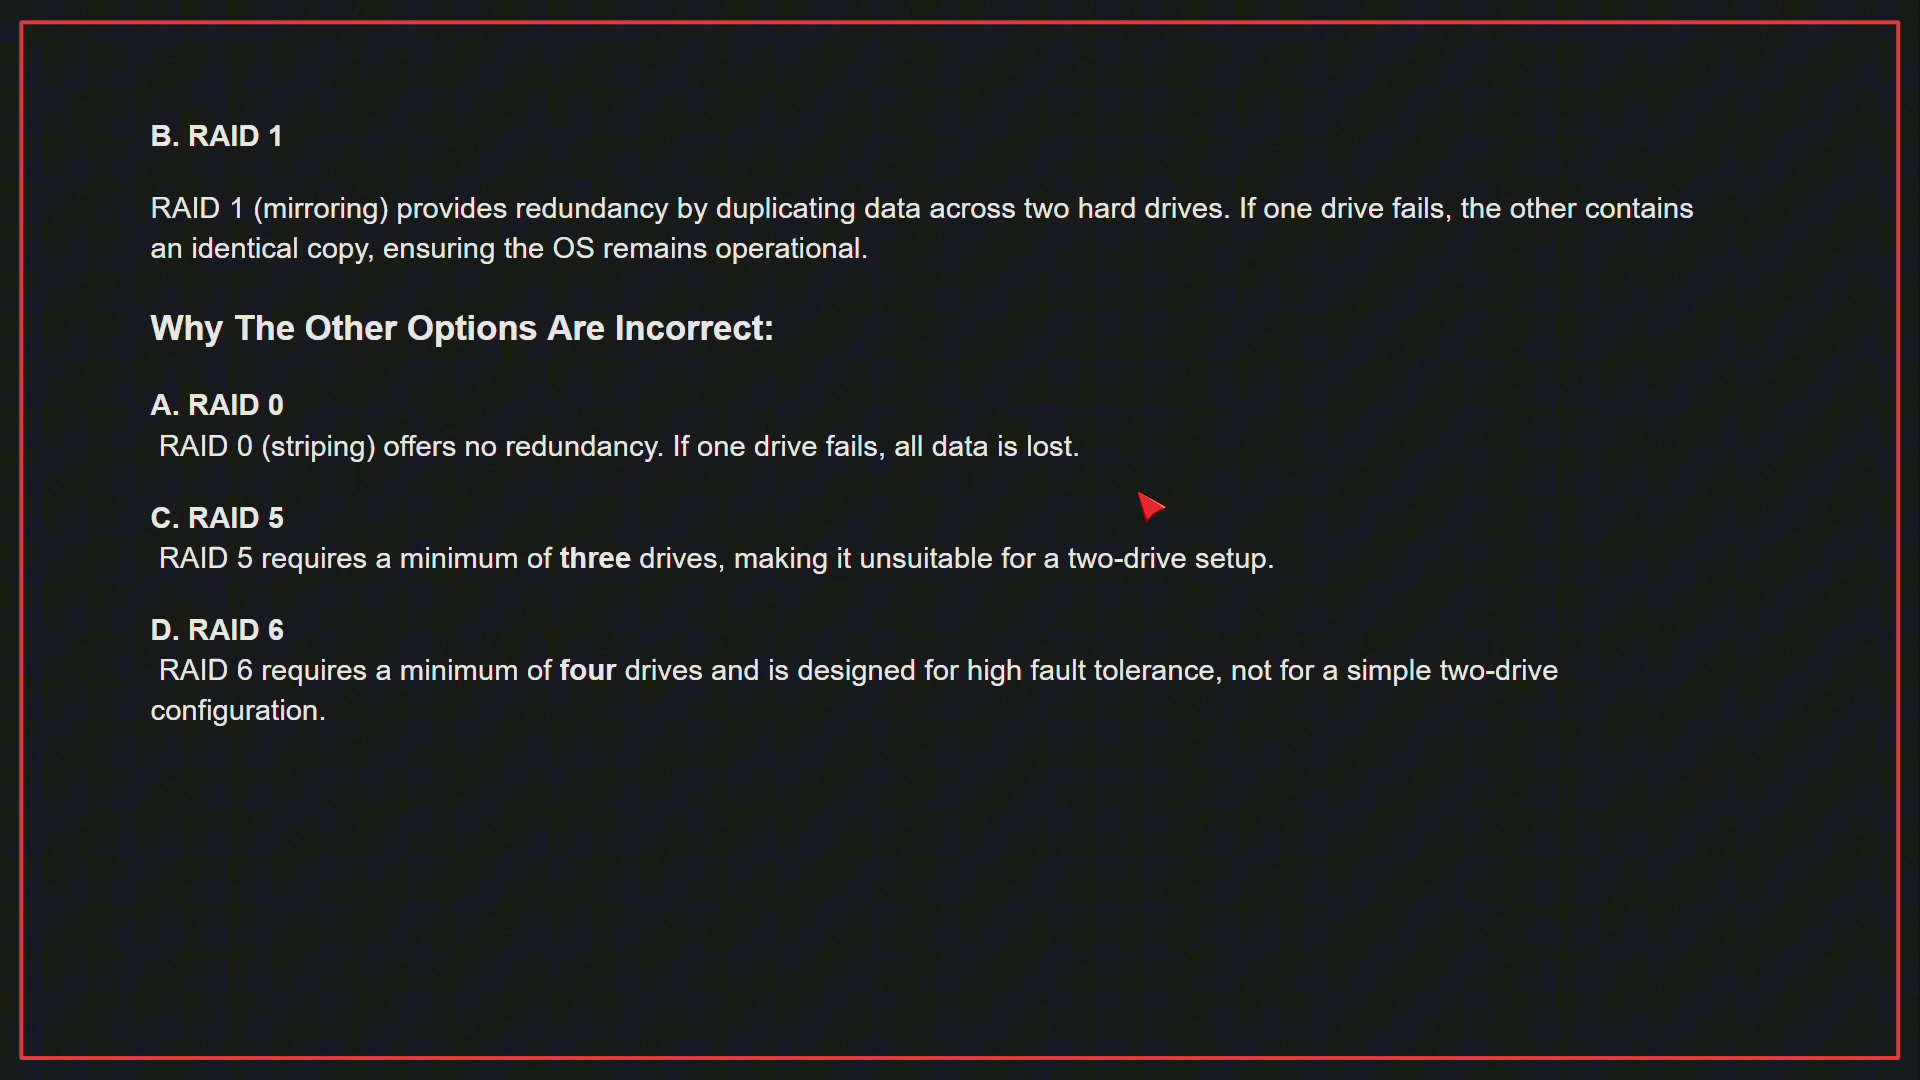 B. RAID 1
RAID 1 (mirroring) provides redundancy by duplicating data across two hard drives. If one drive fails, the other contains
an identical copy, ensuring the OS remains operational.
Why The Other Options Are Incorrect:
A. RAID 0
RAID 0 (striping) offers no redundancy. If one drive fails, all data is lost.
C. RAID 5
RAID 5 requires a minimum of three drives, making it unsuitable for a two-drive setup.
D. RAID 6
RAID 6 requires a minimum of four drives and is designed for high fault tolerance, not for a simple two-drive
configuration.